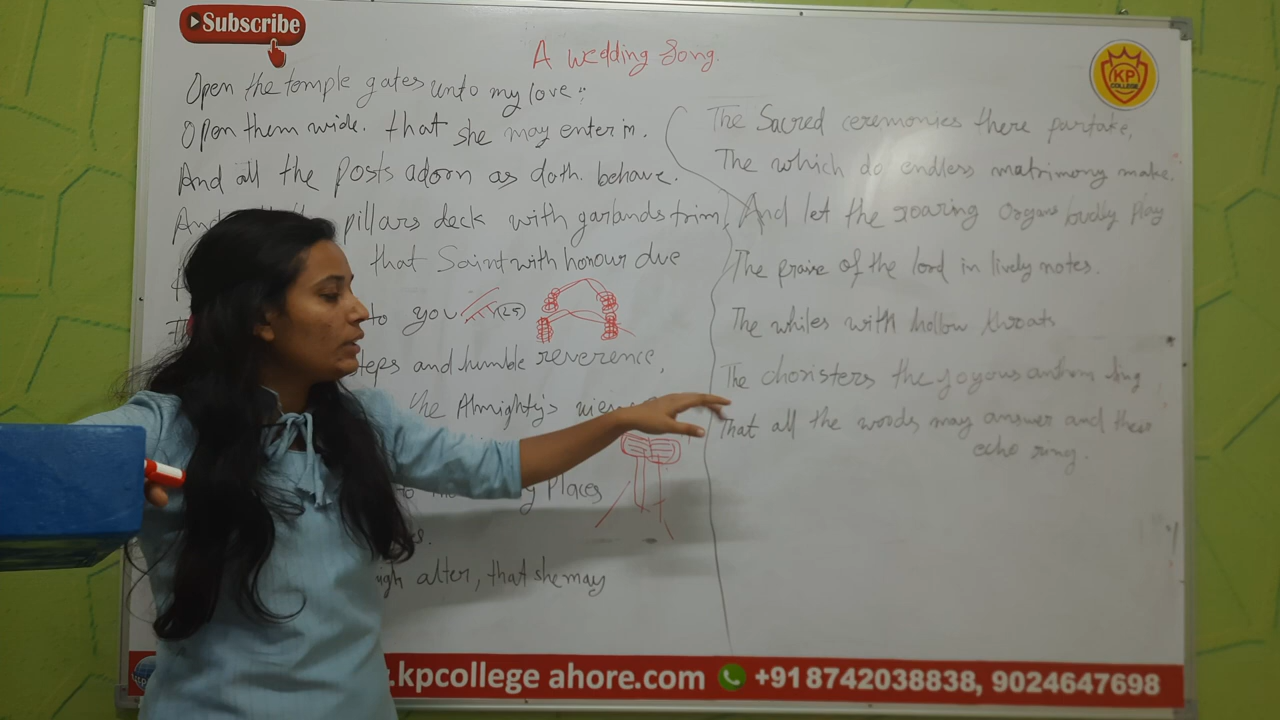 Subscribe
A wedding Song.
KP
COLLEGE
Open the temple gates unto my love:
Open them wide. that she may enter in.
And all the posts adorn as doth. behave.
pillars deck with garlands trim
that Saint with honour due
to you
(25)
and humble reverence,
the Almighty's
Places
alter, that she may
The Sacred ceremonies there partake,
The which do endless matrimony make.
And let the roaring Organs loudly Play
The praise of the lord in lively notes.
The whiles with hollow throats
The choristers the joyous anthem Sing
That all the woods may answer and their
echo ring.
.kpcollege ahore.com +91 8742038838, 9024647698